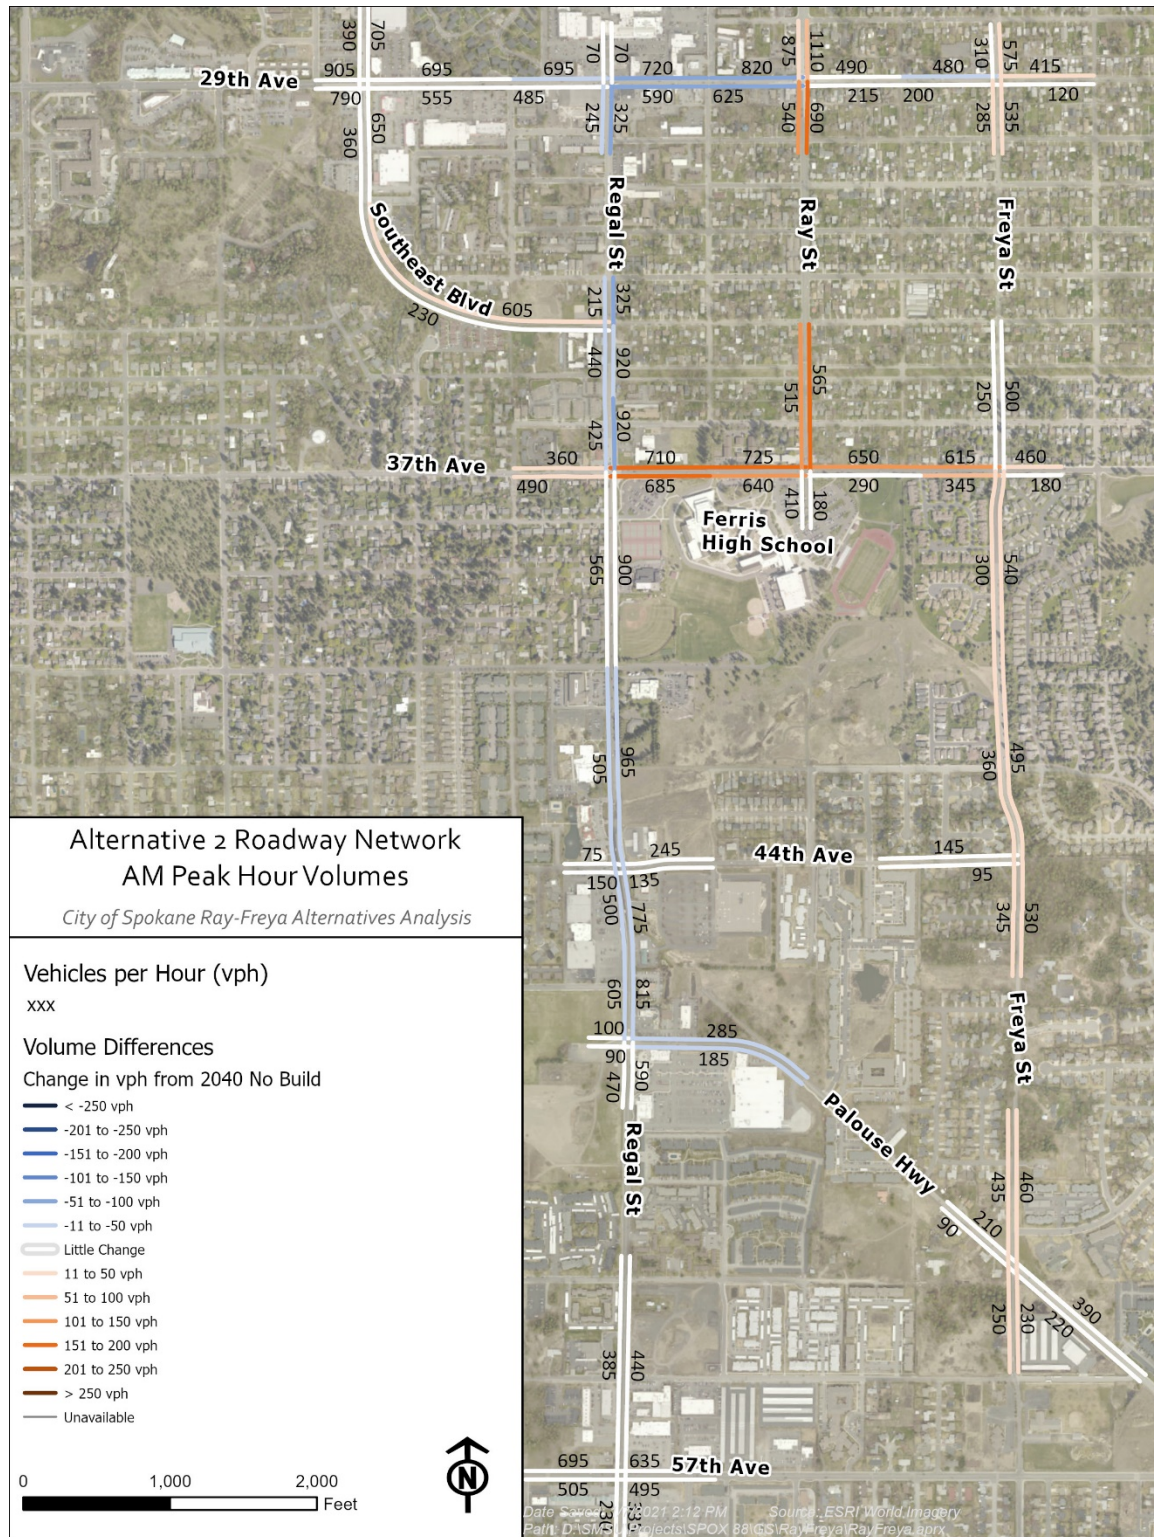 390
705
70
70
875
1110
310
575
29th Ave
905
695
695
720
820
490
480
415
790
555
485
590
625
215
200
120
360
650
245
325
540
690
285
535
Southeast Blvd
Regal St
Ray St
Freya St
230
605
215
325
440
920
515
565
250
500
425
920
37th Ave
360
710
725
650
615
460
490
685
640
290
345
180
410
180
Ferris
High School
565
900
300
540
505
965
360
495
75
245
44th Ave
145
150
135
95
500
775
345
530
605
815
Freya St
100
285
90
185
470
590
Palouse Hwy
Regal St
435
460
210
90
390
220
250
230
385
440
695
635
57th Ave
505
495
230
Alternative 2 Roadway Network
AM Peak Hour Volumes
City of Spokane Ray-Freya Alternatives Analysis
Vehicles per Hour (vph)
xxx
Volume Differences
Change in vph from 2040 No Build
< -250 vph
-201 to -250 vph
-151 to -200 vph
-101 to -150 vph
-51 to -100 vph
-11 to -50 vph
Little Change
11 to 50 vph
51 to 100 vph
101 to 150 vph
151 to 200 vph
201 to 250 vph
> 250 vph
Unavailable
0 1,000 2,000
Feet
N
Date 2:12 PM Source: ESRI World Imagery
88\GIS\RayFreya\RayFreya.aprx